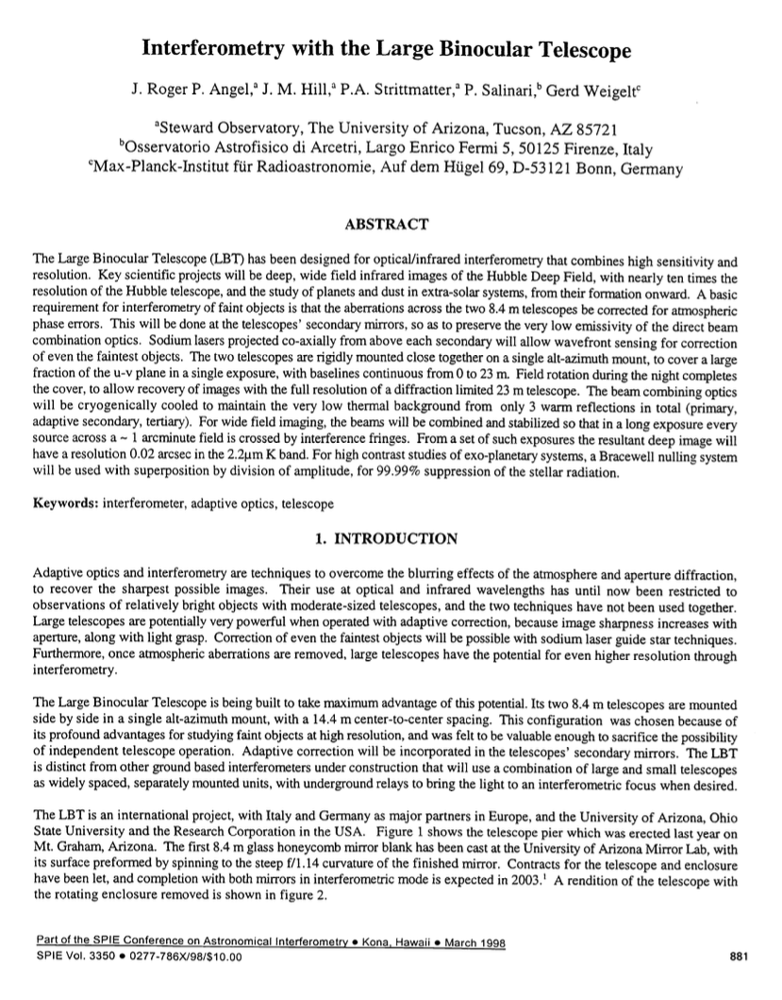 Interferometry with the Large Binocular Telescope
J. Roger P. Angel,ᵃ J. M. Hill,ᵃ P.A. Strittmatter,ᵃ P. Salinari,ᵇ Gerd Weigeltᶜ
ᵃSteward Observatory, The University of Arizona, Tucson, AZ 85721
ᵇOsservatorio Astrofisico di Arcetri, Largo Enrico Fermi 5, 50125 Firenze, Italy
ᶜMax-Planck-Institut für Radioastronomie, Auf dem Hügel 69, D-53121 Bonn, Germany
ABSTRACT
The Large Binocular Telescope (LBT) has been designed for optical/infrared interferometry that combines high sensitivity and
resolution. Key scientific projects will be deep, wide field infrared images of the Hubble Deep Field, with nearly ten times the
resolution of the Hubble telescope, and the study of planets and dust in extra-solar systems, from their formation onward. A basic
requirement for interferometry of faint objects is that the aberrations across the two 8.4 m telescopes be corrected for atmospheric
phase errors. This will be done at the telescopes' secondary mirrors, so as to preserve the very low emissivity of the direct beam
combination optics. Sodium lasers projected co-axially from above each secondary will allow wavefront sensing for correction
of even the faintest objects. The two telescopes are rigidly mounted close together on a single alt-azimuth mount, to cover a large
fraction of the u-v plane in a single exposure, with baselines continuous from 0 to 23 m. Field rotation during the night completes
the cover, to allow recovery of images with the full resolution of a diffraction limited 23 m telescope. The beam combining optics
will be cryogenically cooled to maintain the very low thermal background from only 3 warm reflections in total (primary,
adaptive secondary, tertiary). For wide field imaging, the beams will be combined and stabilized so that in a long exposure every
source across a ~ 1 arcminute field is crossed by interference fringes. From a set of such exposures the resultant deep image will
have a resolution 0.02 arcsec in the 2.2μm K band. For high contrast studies of exo-planetary systems, a Bracewell nulling system
will be used with superposition by division of amplitude, for 99.99% suppression of the stellar radiation.
Keywords: interferometer, adaptive optics, telescope
1. INTRODUCTION
Adaptive optics and interferometry are techniques to overcome the blurring effects of the atmosphere and aperture diffraction,
to recover the sharpest possible images. Their use at optical and infrared wavelengths has until now been restricted to
observations of relatively bright objects with moderate-sized telescopes, and the two techniques have not been used together.
Large telescopes are potentially very powerful when operated with adaptive correction, because image sharpness increases with
aperture, along with light grasp. Correction of even the faintest objects will be possible with sodium laser guide star techniques.
Furthermore, once atmospheric aberrations are removed, large telescopes have the potential for even higher resolution through
interferometry.
The Large Binocular Telescope is being built to take maximum advantage of this potential. Its two 8.4 m telescopes are mounted
side by side in a single alt-azimuth mount, with a 14.4 m center-to-center spacing. This configuration was chosen because of
its profound advantages for studying faint objects at high resolution, and was felt to be valuable enough to sacrifice the possibility
of independent telescope operation. Adaptive correction will be incorporated in the telescopes' secondary mirrors. The LBT
is distinct from other ground based interferometers under construction that will use a combination of large and small telescopes
as widely spaced, separately mounted units, with underground relays to bring the light to an interferometric focus when desired.
The LBT is an international project, with Italy and Germany as major partners in Europe, and the University of Arizona, Ohio
State University and the Research Corporation in the USA. Figure 1 shows the telescope pier which was erected last year on
Mt. Graham, Arizona. The first 8.4 m glass honeycomb mirror blank has been cast at the University of Arizona Mirror Lab, with
its surface preformed by spinning to the steep f/1.14 curvature of the finished mirror. Contracts for the telescope and enclosure
have been let, and completion with both mirrors in interferometric mode is expected in 2003.¹ A rendition of the telescope with
the rotating enclosure removed is shown in figure 2.
Part of the SPIE Conference on Astronomical Interferometry • Kona, Hawaii • March 1998
SPIE Vol. 3350 • 0277-786X/98/$10.00
881